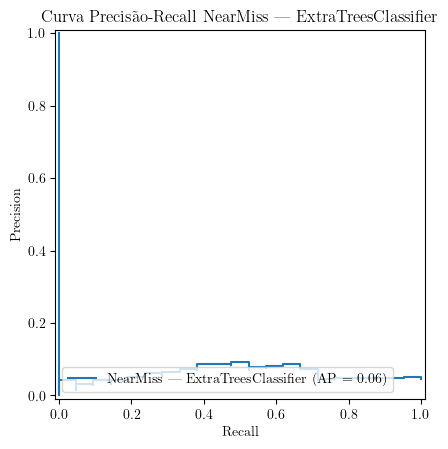 Curva Precisão-Recall NearMiss — ExtraTreesClassifier
1.0
0.8
0.6
0.4
0.2
0.0
Precision
NearMiss — ExtraTreesClassifier (AP = 0.06)
0.0 0.2 0.4 0.6 0.8 1.0
Recall